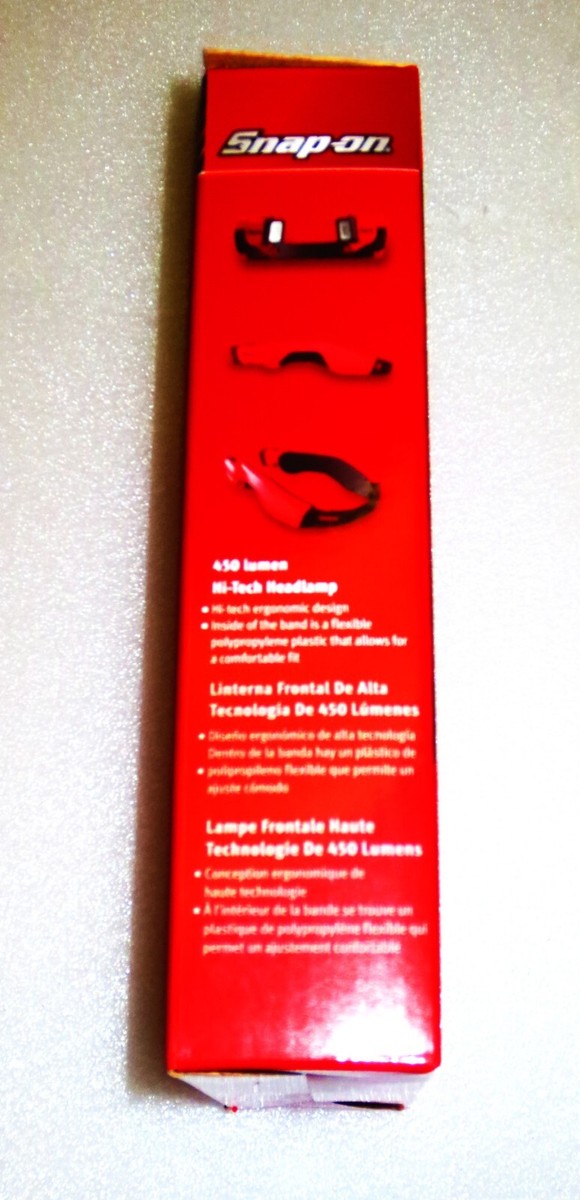 Snap-on
450 lumen
Hi-Tech Headlamp
• Hi-tech ergonomic design
• Inside of the band is a flexible
polypropylene plastic that allows for
a comfortable fit
Linterna Frontal De Alta
Tecnología De 450 Lúmenes
• Diseño ergonómico de alta tecnología
Dentro de la banda hay un plástico de
• polipropileno flexible que permite un
ajuste cómodo
Lampe Frontale Haute
Technologie De 450 Lumens
• Conception ergonomique de
haute technologie
• À l'intérieur de la bande se trouve un
plastique de polypropylène flexible qui
permet un ajustement confortable